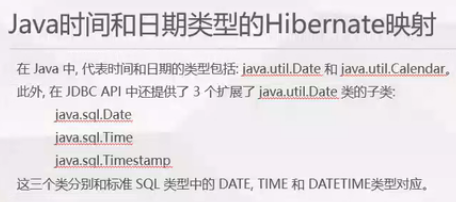 Java时间和日期类型的Hibernate映射
在 Java 中, 代表时间和日期的类型包括: java.util.Date 和 java.util.Calendar,
此外, 在 JDBC API 中还提供了 3 个扩展了 java.util.Date 类的子类:
java.sql.Date
java.sql.Time
java.sql.Timestamp
这三个类分别和标准 SQL 类型中的 DATE, TIME 和 DATETIME类型对应。